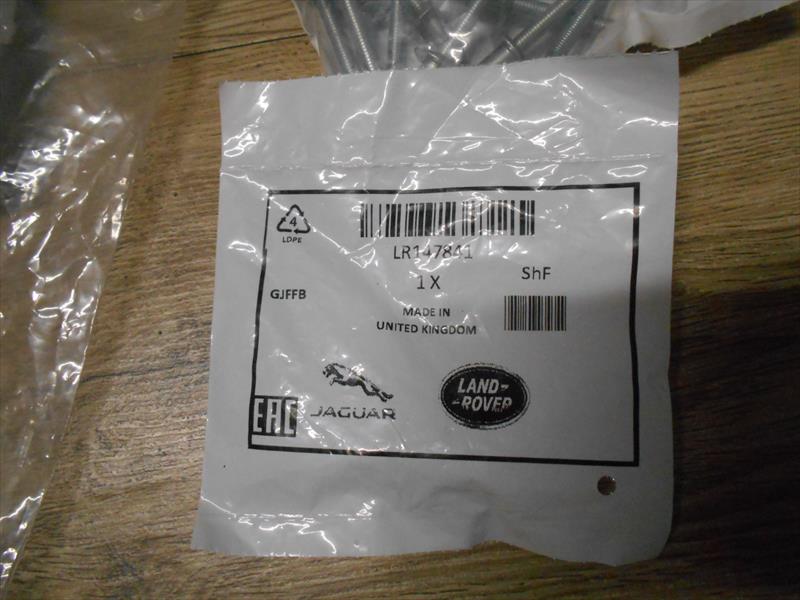 4
LDPE
LR147841
1 X
ShF
GJFFB
MADE IN
UNITED KINGDOM
EAC
JAGUAR
LAND-
-ROVER